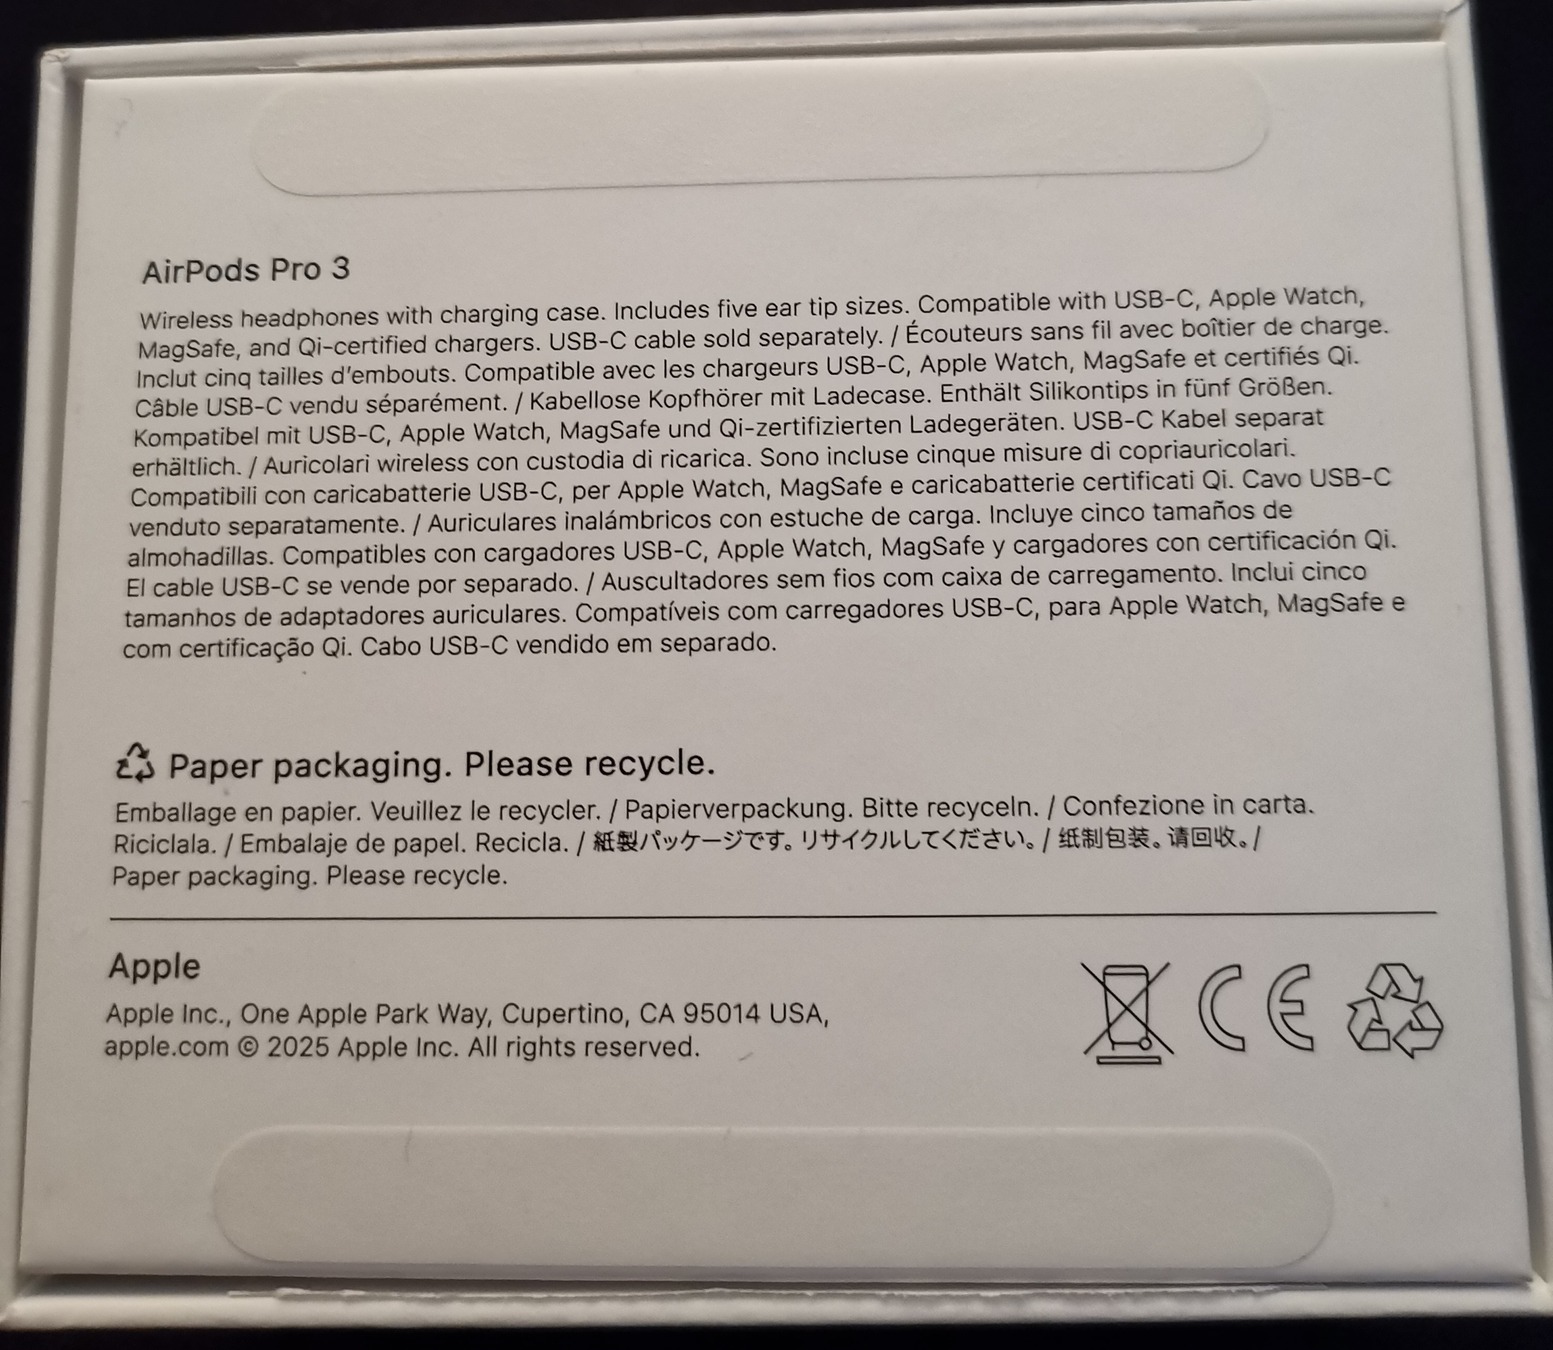 AirPods Pro 3
Wireless headphones with charging case. Includes five ear tip sizes. Compatible with USB-C, Apple Watch,
MagSafe, and Qi-certified chargers. USB-C cable sold separately. / Écouteurs sans fil avec boîtier de charge.
Inclut cinq tailles d'embouts. Compatible avec les chargeurs USB-C, Apple Watch, MagSafe et certifiés Qi.
Câble USB-C vendu séparément. / Kabellose Kopfhörer mit Ladecase. Enthält Silikontips in fünf Größen.
Kompatibel mit USB-C, Apple Watch, MagSafe und Qi-zertifizierten Ladegeräten. USB-C Kabel separat
erhältlich. / Auricolari wireless con custodia di ricarica. Sono incluse cinque misure di copriauricolari.
Compatibili con caricabatterie USB-C, per Apple Watch, MagSafe e caricabatterie certificati Qi. Cavo USB-C
venduto separatamente. / Auriculares inalámbricos con estuche de carga. Incluye cinco tamaños de
almohadillas. Compatibles con cargadores USB-C, Apple Watch, MagSafe y cargadores con certificación Qi.
El cable USB-C se vende por separado. / Auscultadores sem fios com caixa de carregamento. Inclui cinco
tamanhos de adaptadores auriculares. Compatíveis com carregadores USB-C, para Apple Watch, MagSafe e
com certificação Qi. Cabo USB-C vendido em separado.
Paper packaging. Please recycle.
Emballage en papier. Veuillez le recycler. / Papierverpackung. Bitte recyceln. / Confezione in carta.
Riciclala. / Embalaje de papel. Recicla. / 紙製パッケージです。リサイクルしてください。/ 纸制包装。请回收。/
Paper packaging. Please recycle.
Apple
Apple Inc., One Apple Park Way, Cupertino, CA 95014 USA,
apple.com © 2025 Apple Inc. All rights reserved.
CE